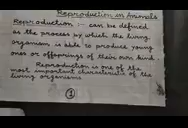 Reproduction in Animals
Reproduction :- can be defined
as the process by which the living
organism is able to produce young
ones or offsprings of their own kind.
Reproduction is one of the
most important characteristic of the
living organisms
1